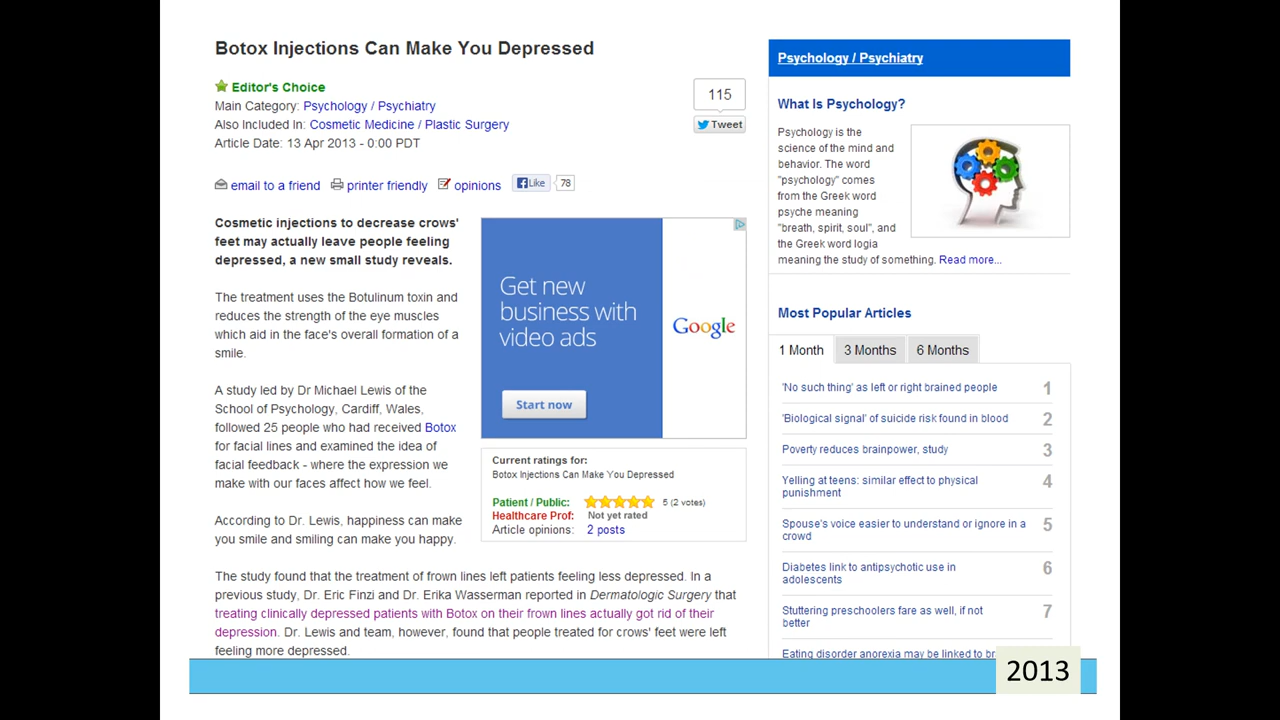 Botox Injections Can Make You Depressed
Editor's Choice
Main Category: Psychology / Psychiatry
Also Included In: Cosmetic Medicine / Plastic Surgery
Article Date: 13 Apr 2013 - 0:00 PDT
115
Tweet
email to a friend printer friendly opinions Like 78
Cosmetic injections to decrease crows'
feet may actually leave people feeling
depressed, a new small study reveals.
The treatment uses the Botulinum toxin and
reduces the strength of the eye muscles
which aid in the face's overall formation of a
smile.
A study led by Dr Michael Lewis of the
School of Psychology, Cardiff, Wales,
followed 25 people who had received Botox
for facial lines and examined the idea of
facial feedback - where the expression we
make with our faces affect how we feel.
According to Dr. Lewis, happiness can make
you smile and smiling can make you happy.
Get new
business with
video ads
Start now
Google
Current ratings for:
Botox Injections Can Make You Depressed
Patient / Public: 5 (2 votes)
Healthcare Prof: Not yet rated
Article opinions: 2 posts
The study found that the treatment of frown lines left patients feeling less depressed. In a
previous study, Dr. Eric Finzi and Dr. Erika Wasserman reported in Dermatologic Surgery that
treating clinically depressed patients with Botox on their frown lines actually got rid of their
depression. Dr. Lewis and team, however, found that people treated for crows' feet were left
feeling more depressed.
Psychology / Psychiatry
What Is Psychology?
Psychology is the
science of the mind and
behavior. The word
"psychology" comes
from the Greek word
psyche meaning
"breath, spirit, soul", and
the Greek word logia
meaning the study of something. Read more...
Most Popular Articles
1 Month 3 Months 6 Months
'No such thing' as left or right brained people 1
'Biological signal' of suicide risk found in blood 2
Poverty reduces brainpower, study 3
Yelling at teens: similar effect to physical 4
punishment
Spouse's voice easier to understand or ignore in a 5
crowd
Diabetes link to antipsychotic use in 6
adolescents
Stuttering preschoolers fare as well, if not 7
better
Eating disorder anorexia may be linked to
2013